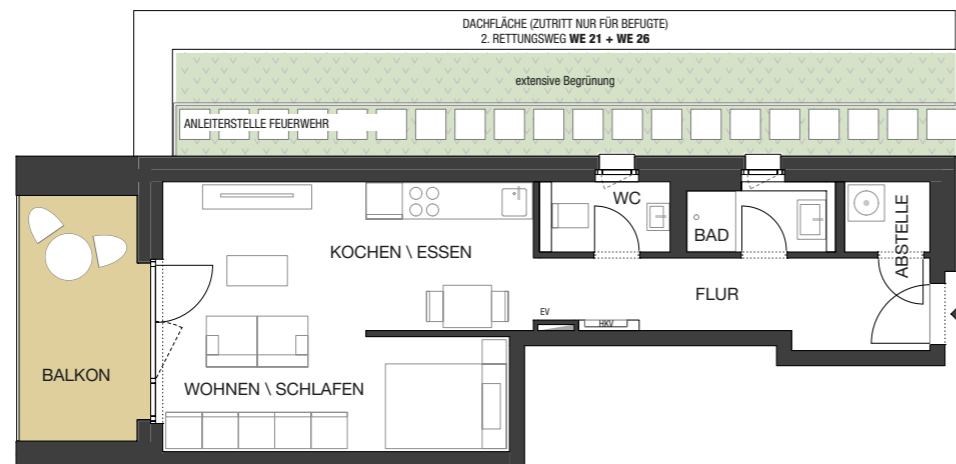 DACHFLÄCHE (ZUTRITT NUR FÜR BEFUGTE)
2. RETTUNGSWEG WE 21 + WE 26
extensive Begrünung
ANLEITERSTELLE FEUERWEHR
WC
BAD
ABSTELLE
KOCHEN \ ESSEN
FLUR
EV
HKV
BALKON
WOHNEN \ SCHLAFEN